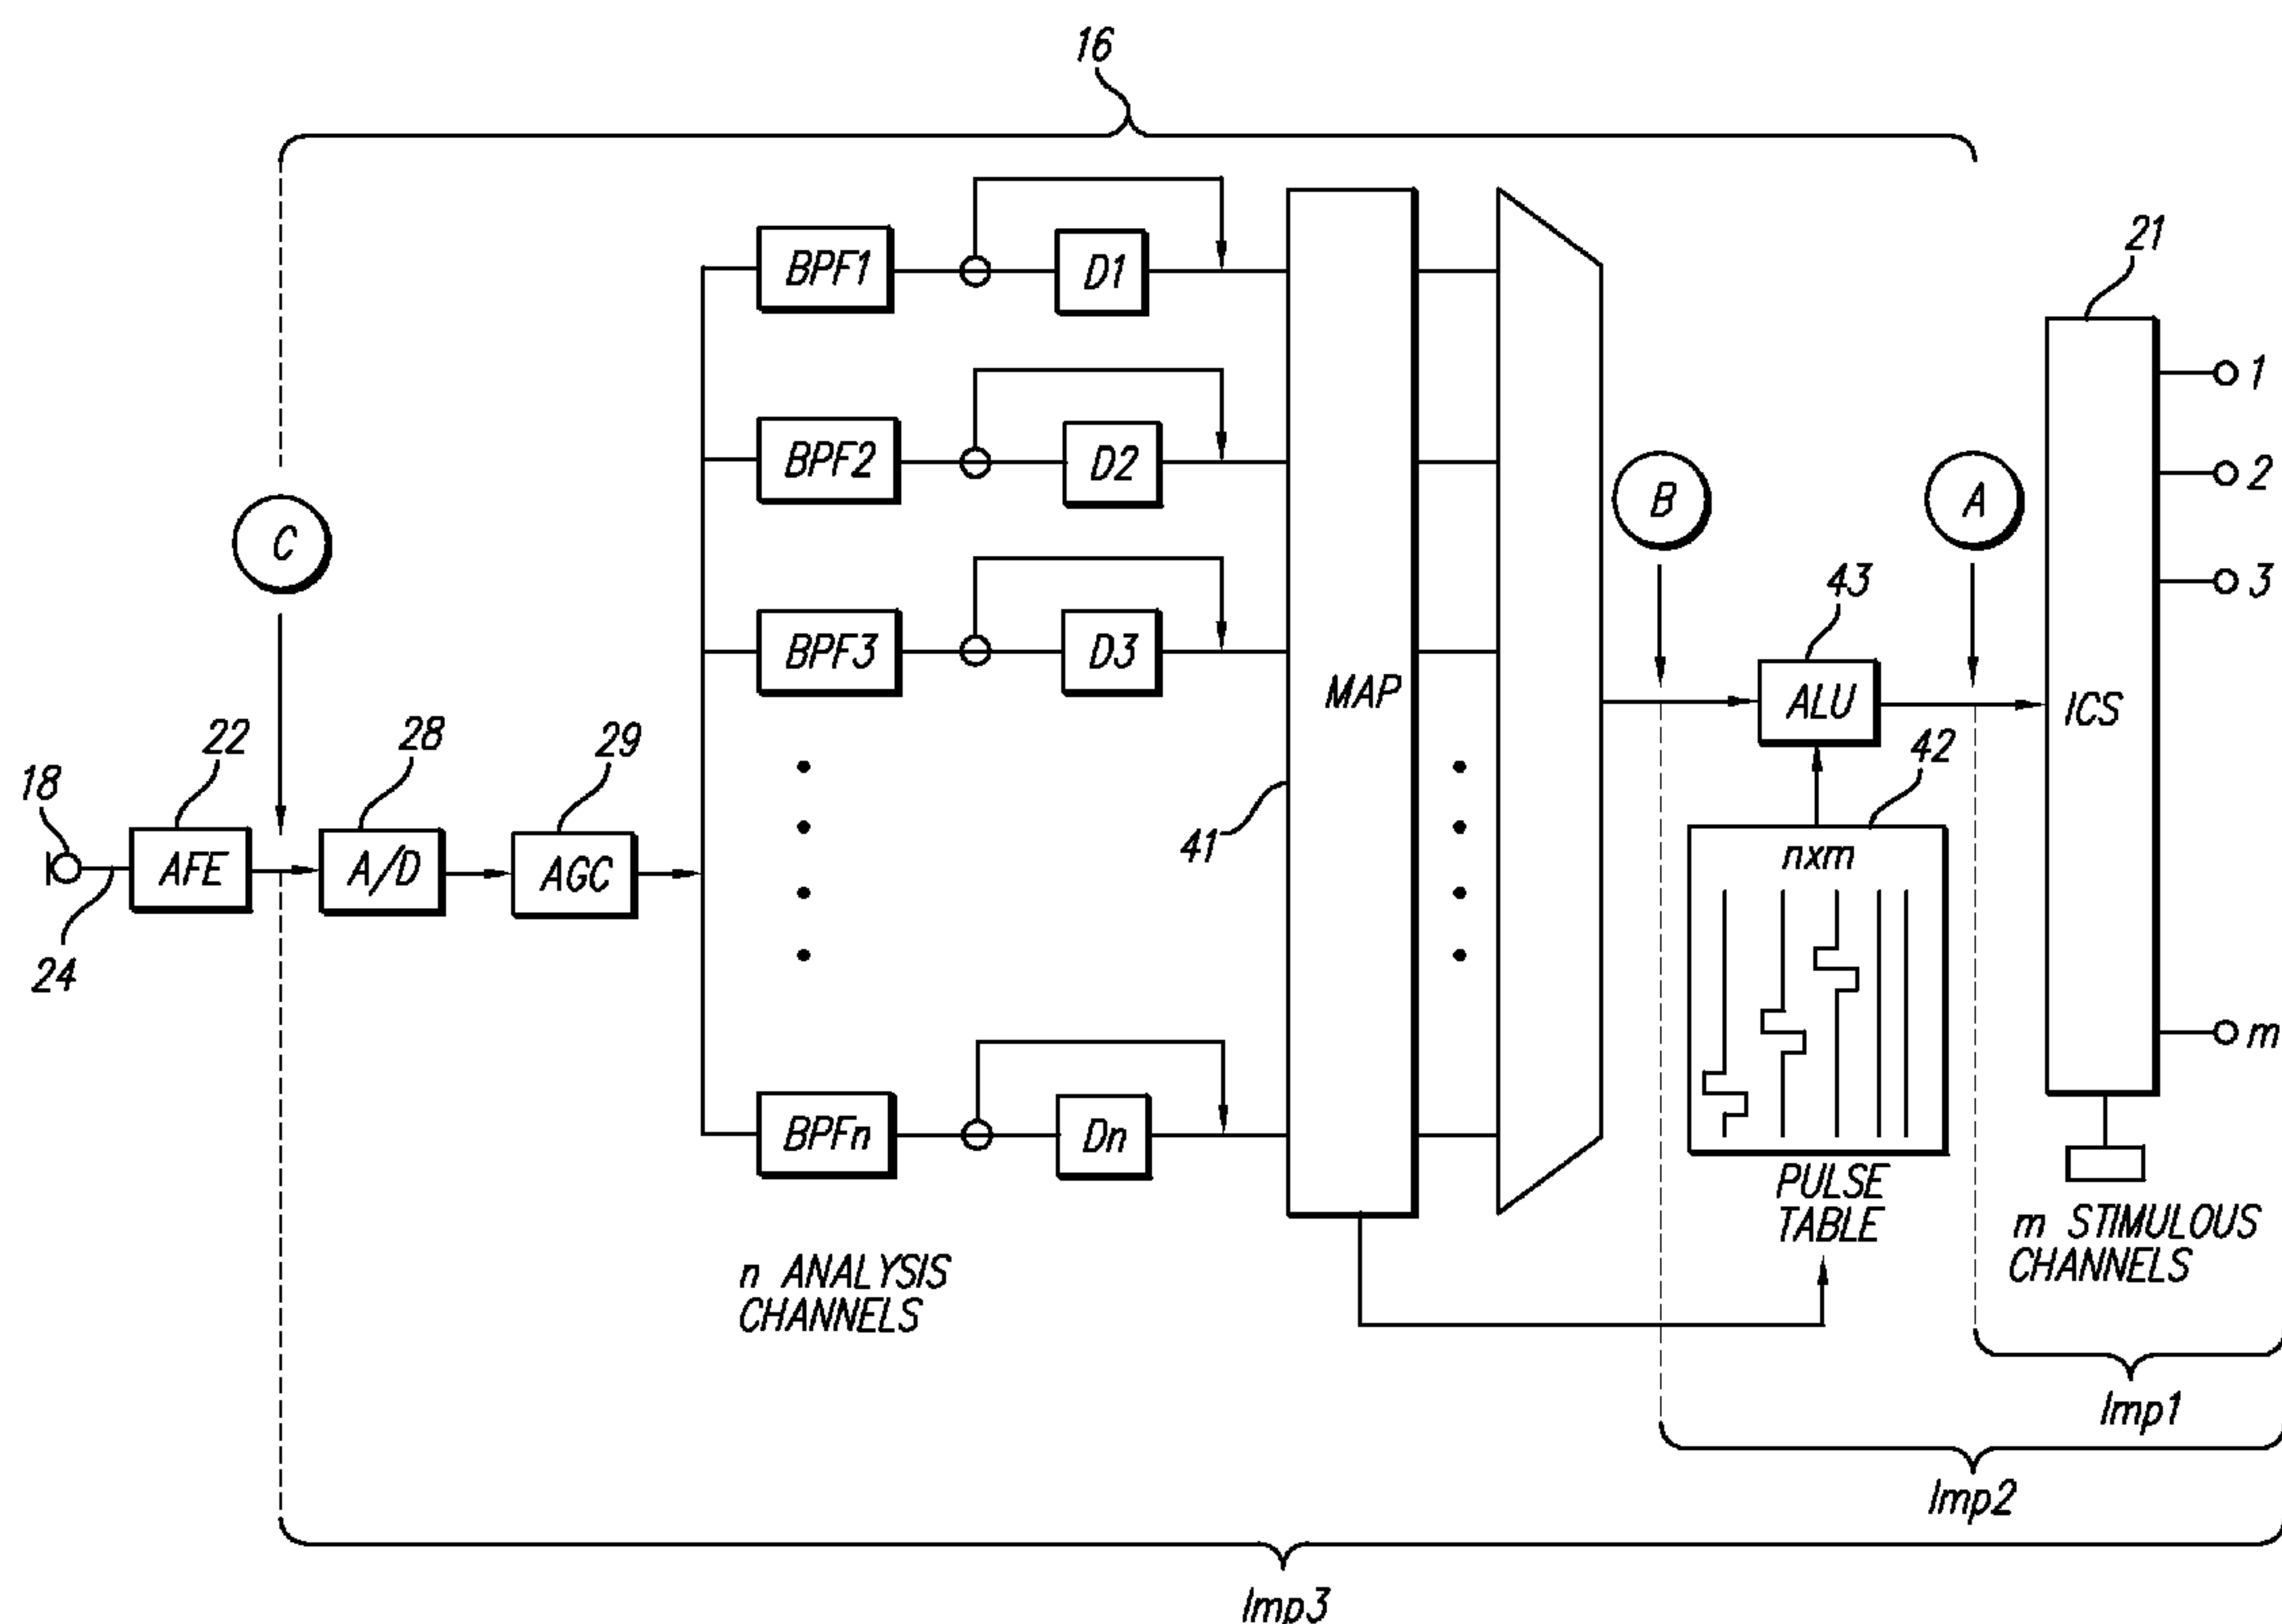 16
21
BPF1
D1
1
BPF2
D2
B
A
2
C
43
3
BPF3
D3
MAP
ALU
ICS
22
28
29
42
18
AFE
A/D
AGC
41
nxm
24
m
BPFn
Dn
PULSE
TABLE
m STIMULOUS
CHANNELS
n ANALYSIS
CHANNELS
Imp1
Imp2
Imp3